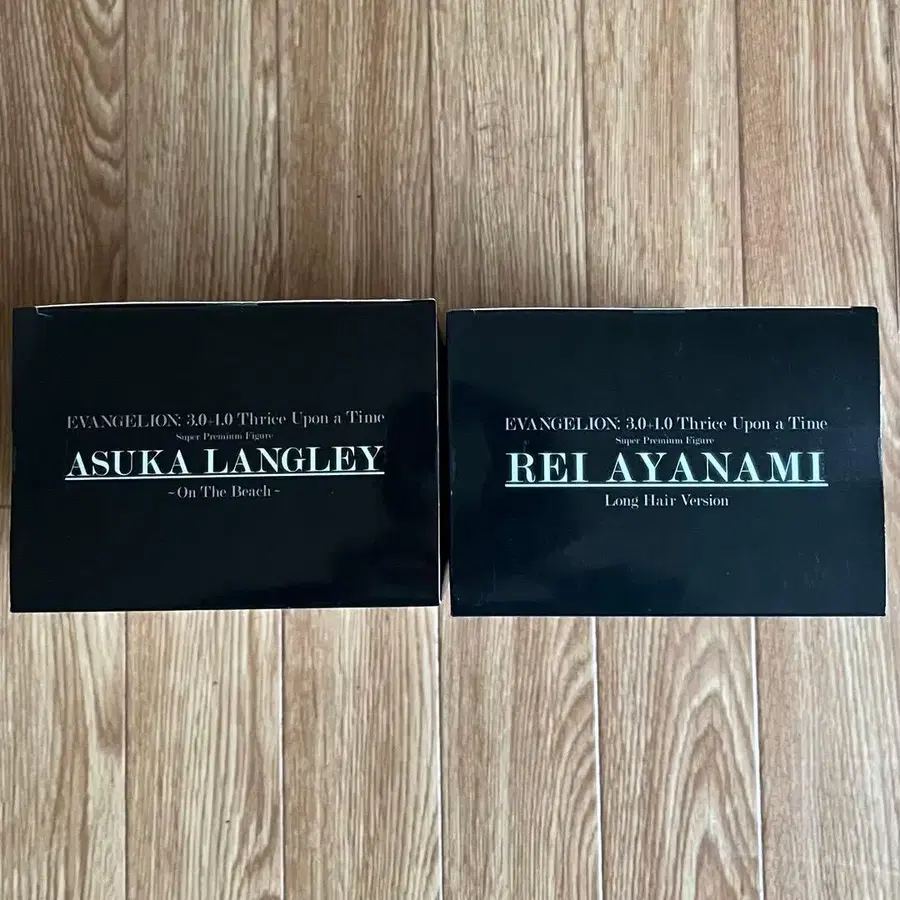 EVANGELION: 3.0+1.0 Thrice Upon a Time
Super Premium Figure
ASUKA LANGLEY
~On The Beach~
EVANGELION: 3.0+1.0 Thrice Upon a Time
Super Premium Figure
REI AYANAMI
Long Hair Version